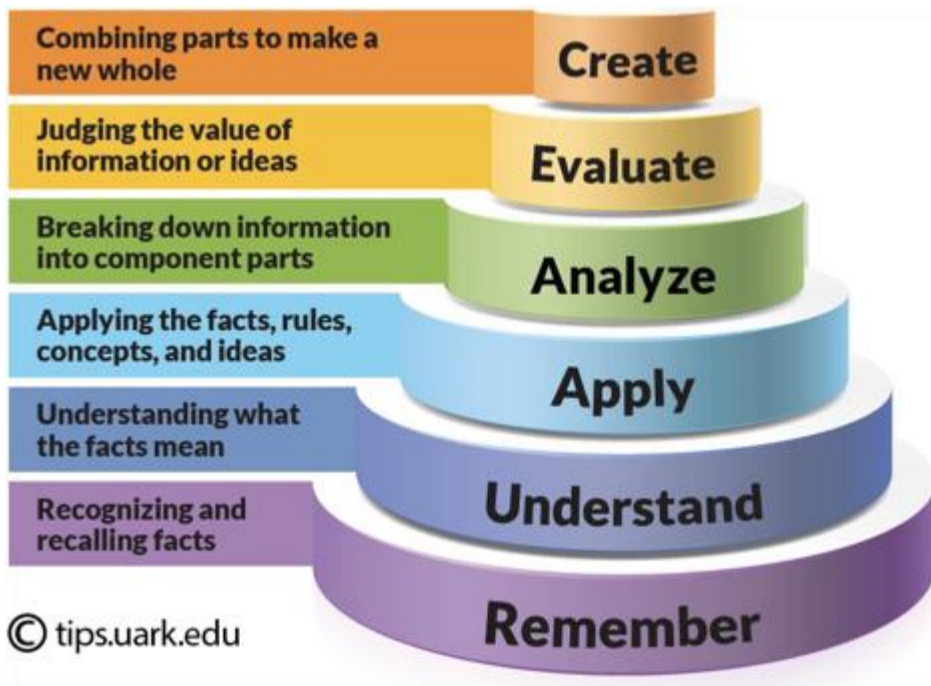 Combining parts to make a
new whole
Create
Judging the value of
information or ideas
Evaluate
Breaking down information
into component parts
Analyze
Applying the facts, rules,
concepts, and ideas
Apply
Understanding what
the facts mean
Understand
Recognizing and
recalling facts
Remember
© tips.uark.edu